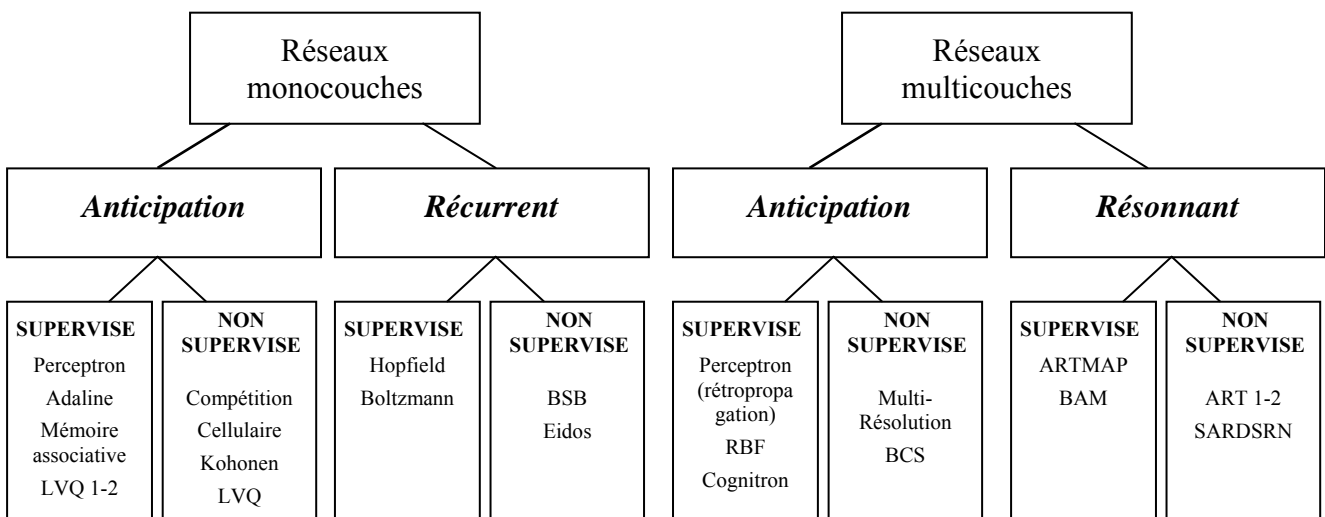 Réseaux
monocouches
Réseaux
multicouches
Anticipation
Récurrent
Anticipation
Résonnant
SUPERVISE
Perceptron
Adaline
Mémoire
associative
LVQ 1-2
NON
SUPERVISE
Compétition
Cellulaire
Kohonen
LVQ
SUPERVISE
Hopfield
Boltzmann
NON
SUPERVISE
BSB
Eidos
SUPERVISE
Perceptron
(rétropropa
gation)
RBF
Cognitron
NON
SUPERVISE
Multi-
Résolution
BCS
SUPERVISE
ARTMAP
BAM
NON
SUPERVISE
ART 1-2
SARDSRN